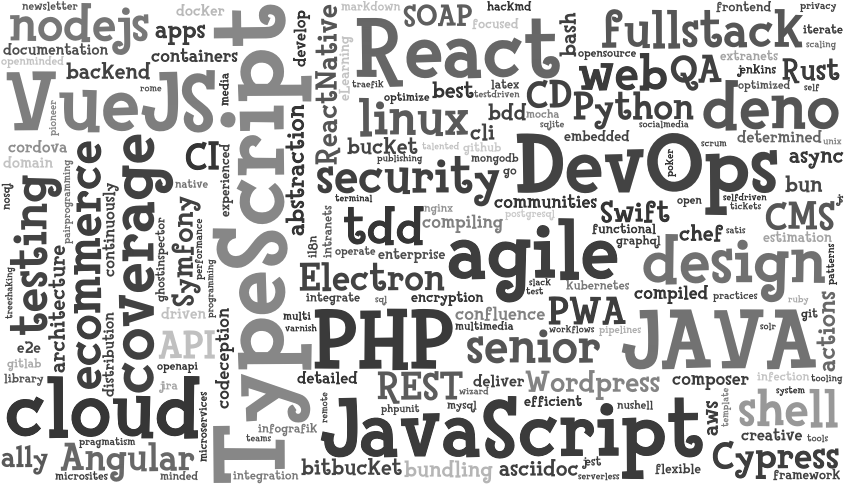 newsletter
docker
markdown
SOAP
hackmd
frontend
privacy
nodejs
apps
TypeScript
develop
ReactNative
eLearning
React
focused
bash
fullstack
iterate
scaling
documentation
containers
opensource
extranets
openminded
backend
web
QA
jenkins
Rust
VueJS
rome
media
traefik
optimize
best
latex
testdriven
CD
Python
optimized
self
deno
pioneer
linux
cli
bdd
mocha
sqlite
socialmedia
cordova
domain
CI
experienced
abstraction
bucket
talented
github
embedded
determined
unix
scrum
publishing
mongodb
DevOps
poker
async
nosql
testing
pairprogramming
ecommerce
continuously
coverage
native
security
go
communities
open
selfdriven
tickets
bun
js
terminal
Symfony
performance
ghostinspector
intranets
i18n
tdd
nginx
compiling
postgresql
Swift
functional
graphql
chef
satis
CMS
estimation
operate
enterprise
agile
design
patterns
treeshaking
architecture
programming
Electron
slack
test
Kubernetes
compiled
practices
ruby
integrate
sql
encryption
PWA
git
driven
multi
varnish
PHP
confluence
multimedia
workflows
pipelines
JAVA
solr
actions
e2e
gitlab
library
distribution
API
openapi
codeception
senior
jra
detailed
REST
wizard
deliver
Wordpress
composer
infection
tooling
system
cloud
microservices
remote
phpunit
mysql
efficient
nushell
aws
template
shell
infografik
teams
JavaScript
creative
tools
pragmatism
ally
Angular
microsites
minded
integration
bitbucket
bundling
asciidoc
jest
serverless
flexible
Cypress
framework